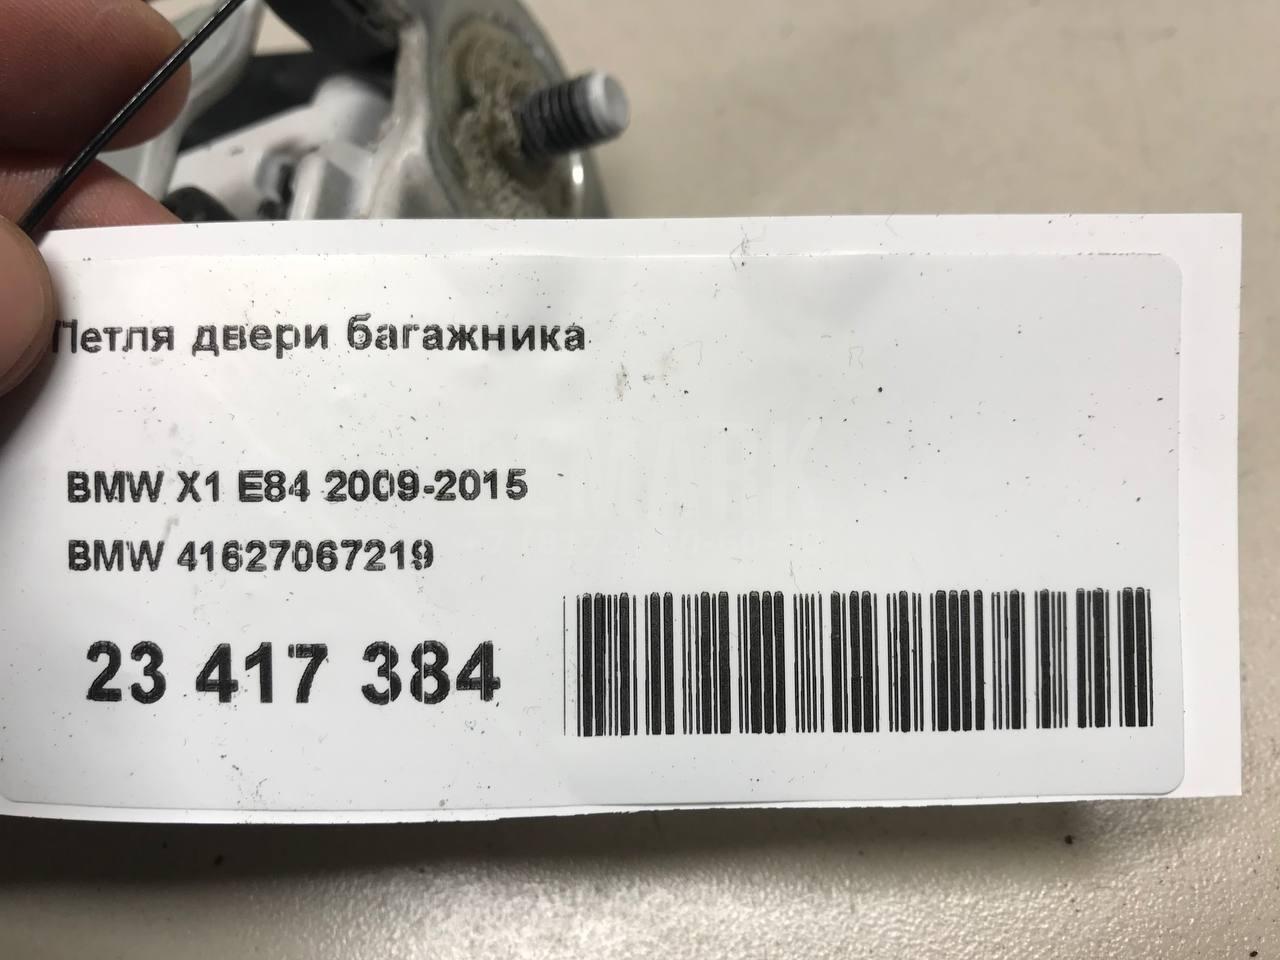 Петля двери багажника
BMW X1 E84 2009-2015
BMW 41627067219
23 417 384